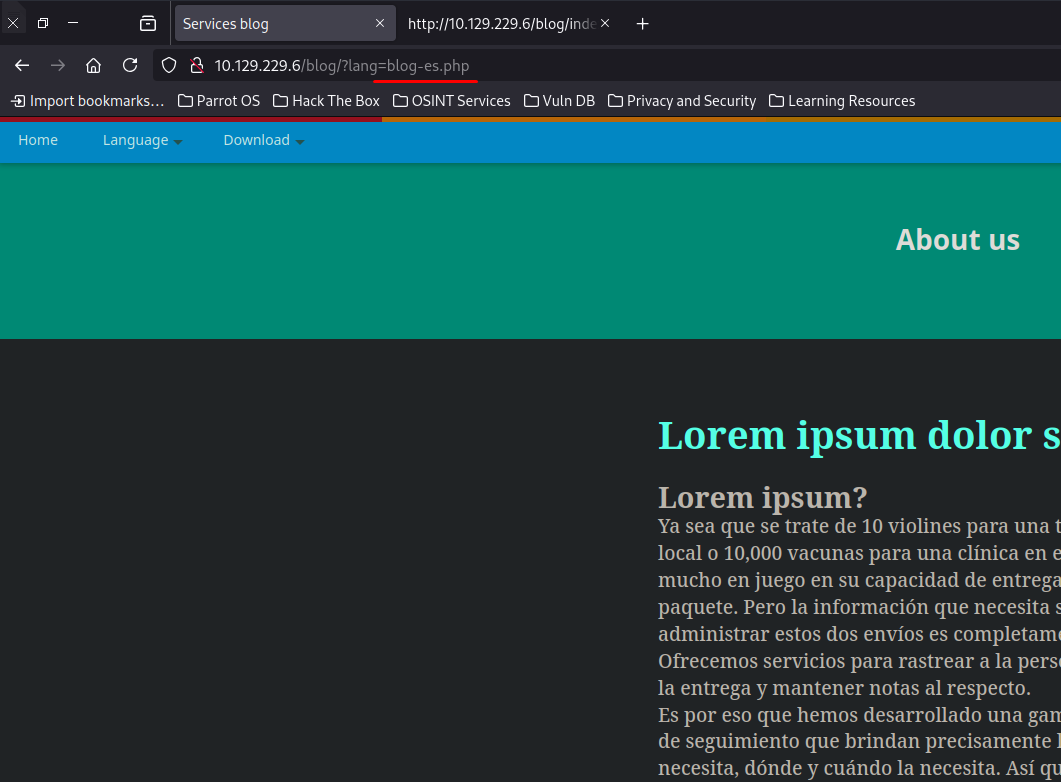 Services blog
http://10.129.229.6/blog/inde
10.129.229.6/blog/?lang=blog-es.php
Import bookmarks... Parrot OS Hack The Box OSINT Services Vuln DB Privacy and Security Learning Resources
Home Language Download
About us
Lorem ipsum dolor s
Lorem ipsum?
Ya sea que se trate de 10 violines para una t
local o 10,000 vacunas para una clínica en e
mucho en juego en su capacidad de entrega
paquete. Pero la información que necesita s
administrar estos dos envíos es completame
Ofrecemos servicios para rastrear a la perso
la entrega y mantener notas al respecto.
Es por eso que hemos desarrollado una gam
de seguimiento que brindan precisamente l
necesita, dónde y cuándo la necesita. Así qu